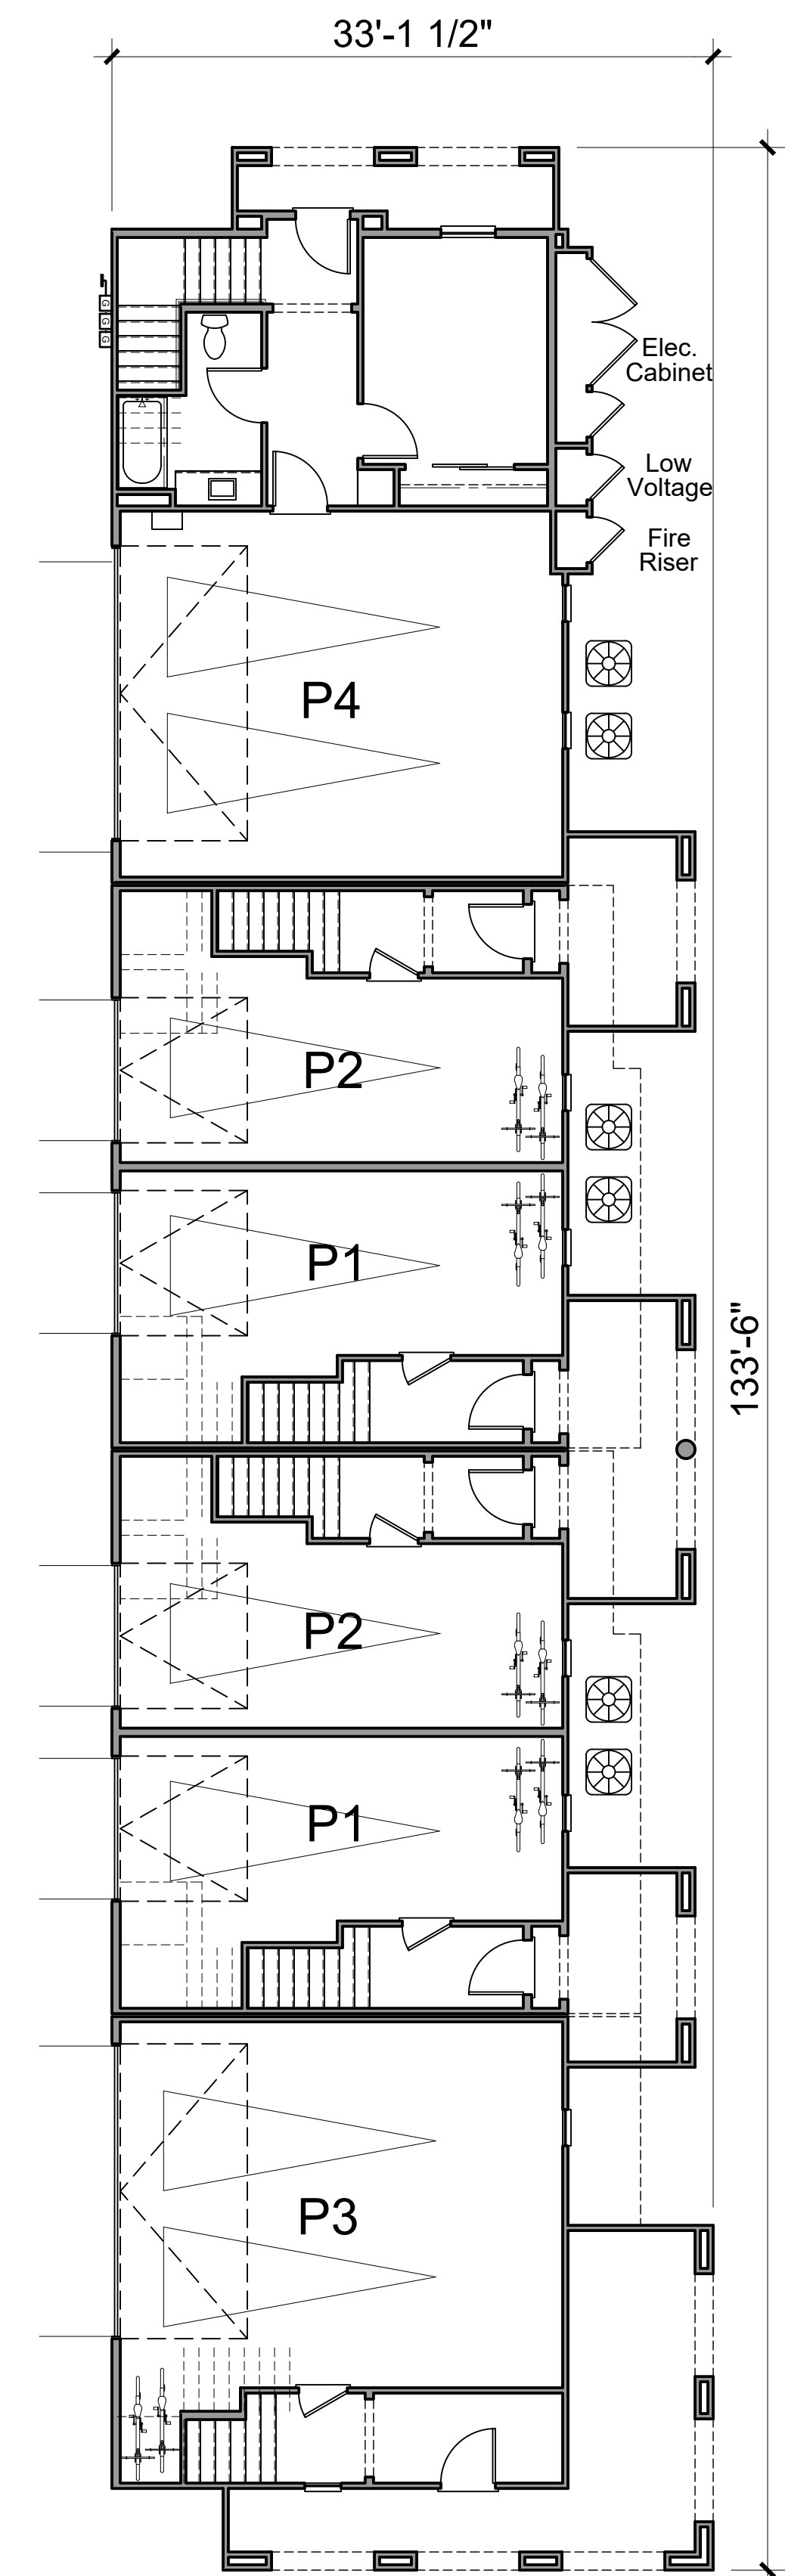 33'-1 1/2"
G
G
G
Elec.
Cabinet
Low
Voltage
Fire
Riser
P4
P2
P1
133'-6"
P2
P1
P3